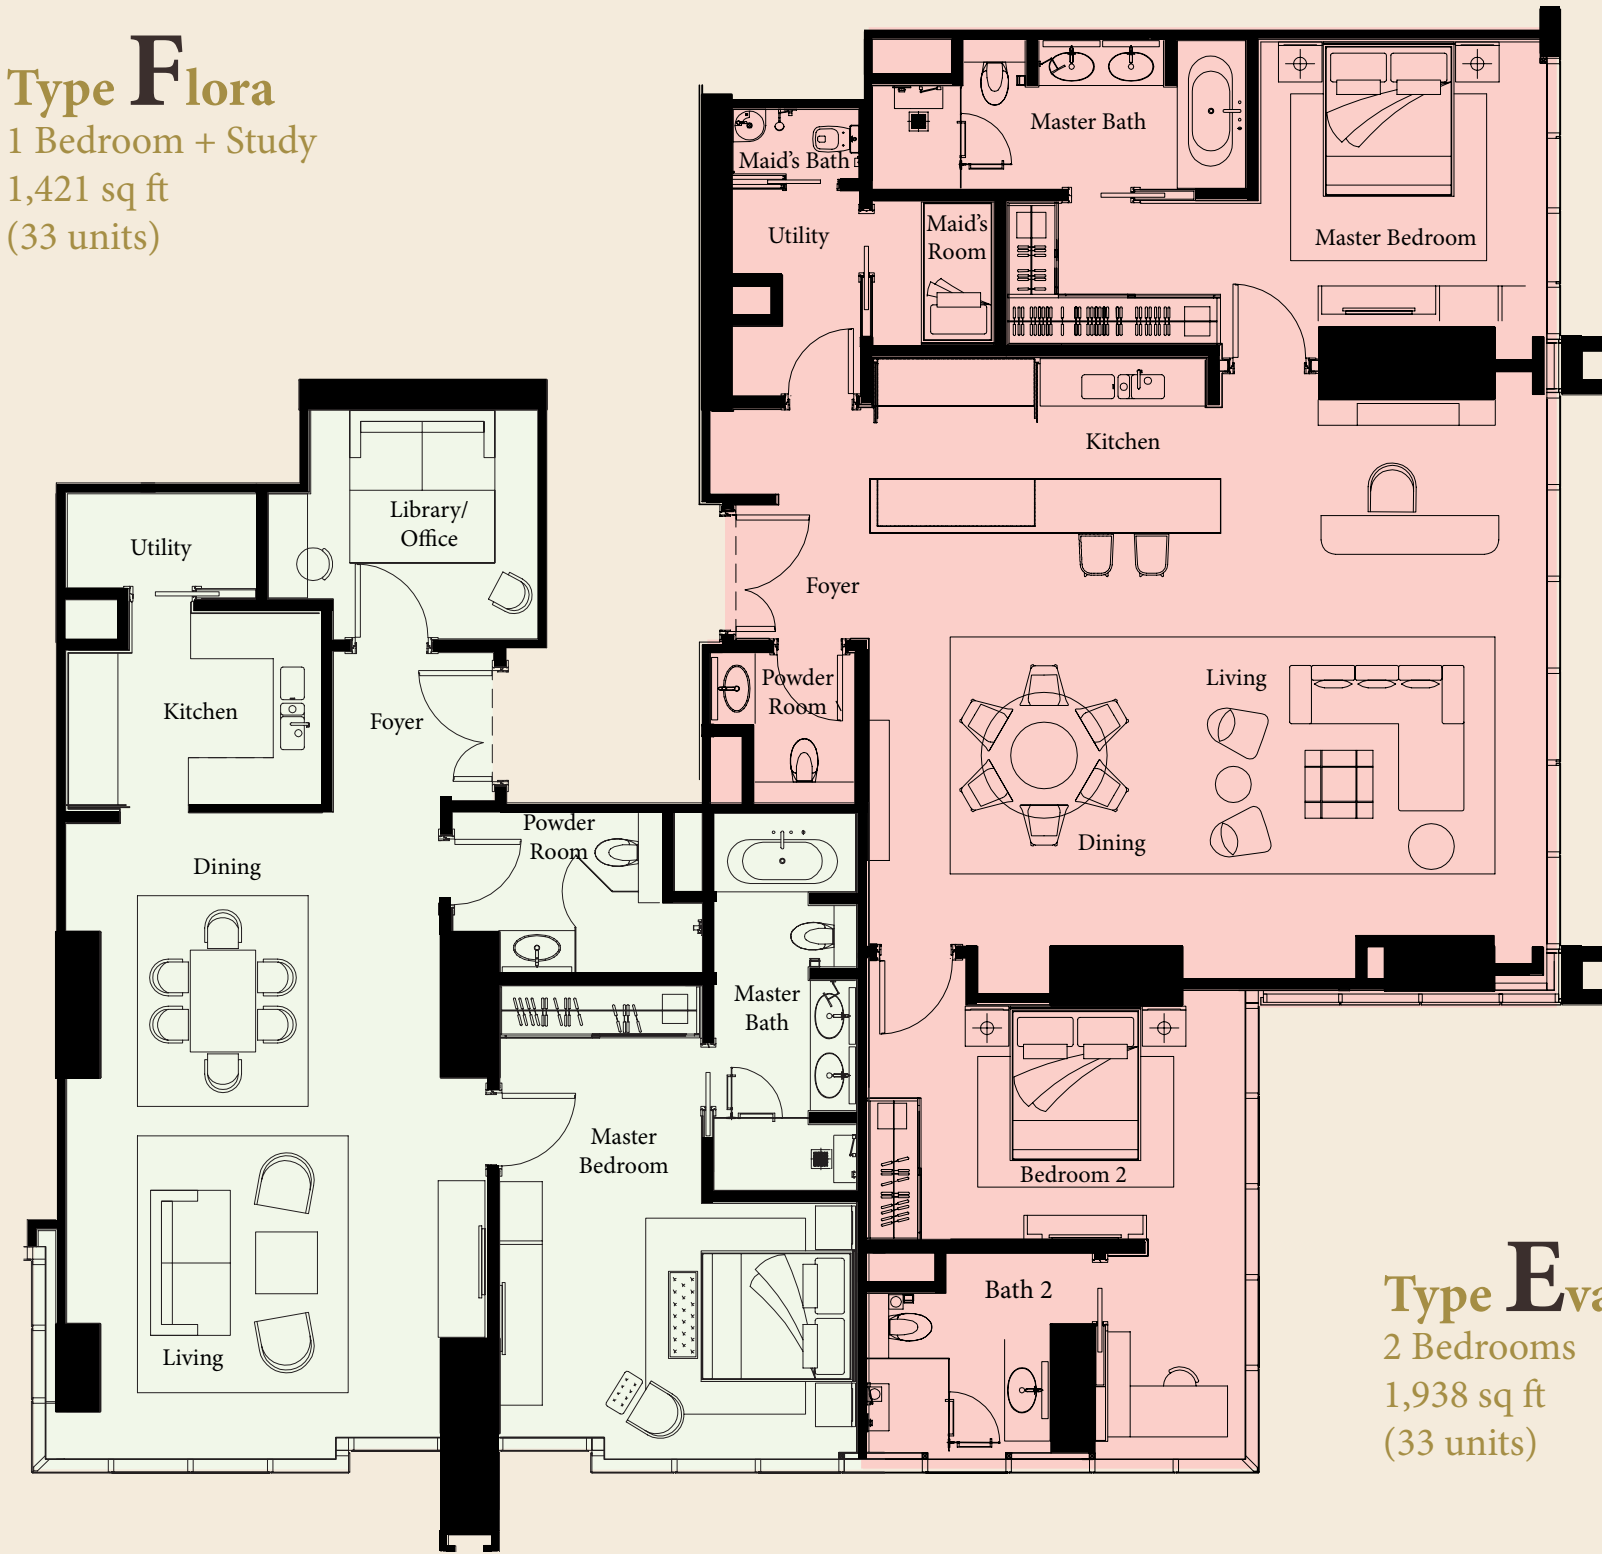 Type Flora
1 Bedroom + Study
1,421 sq ft
(33 units)
Master Bath
Maid's Bath
Utility
Maid's
Room
Master Bedroom
Kitchen
Library/
Office
Utility
Foyer
Kitchen
Foyer
Powder
Room
Living
Dining
Powder
Room
Dining
Master
Bath
Master
Bedroom
Bedroom 2
Bath 2
Living
Type Eva
2 Bedrooms
1,938 sq ft
(33 units)